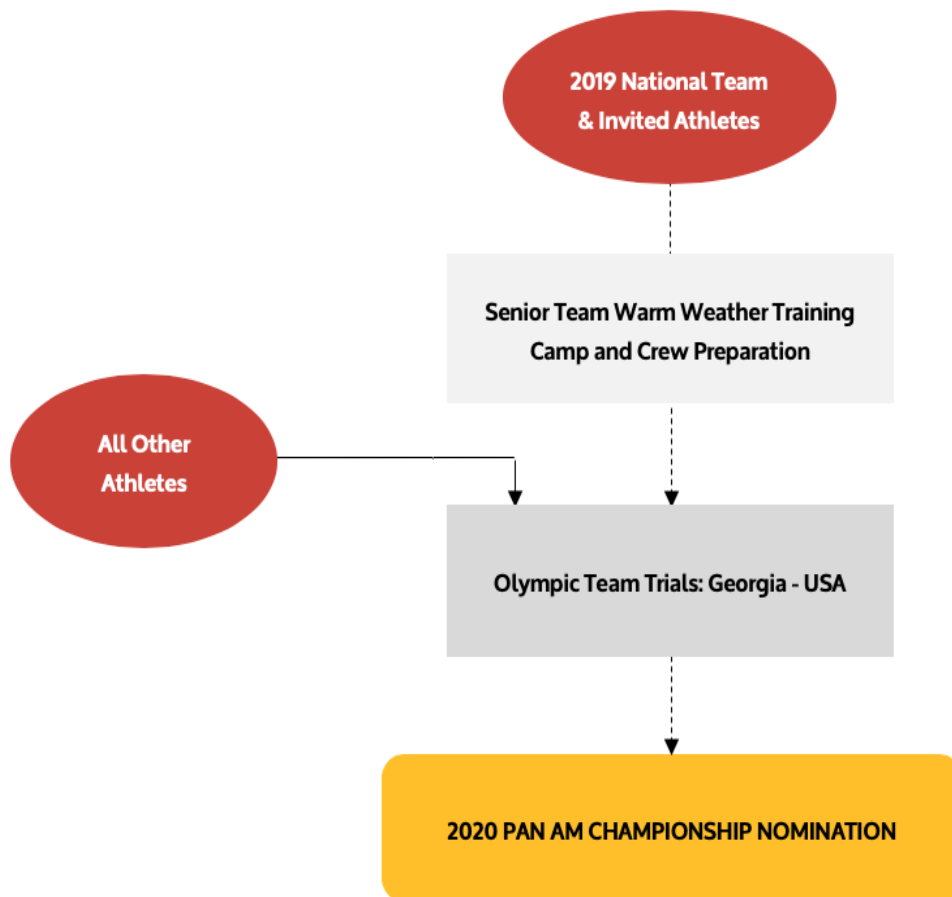 2019 National Team
& Invited Athletes
Senior Team Warm Weather Training
Camp and Crew Preparation
All Other
Athletes
Olympic Team Trials: Georgia - USA
2020 PAN AM CHAMPIONSHIP NOMINATION